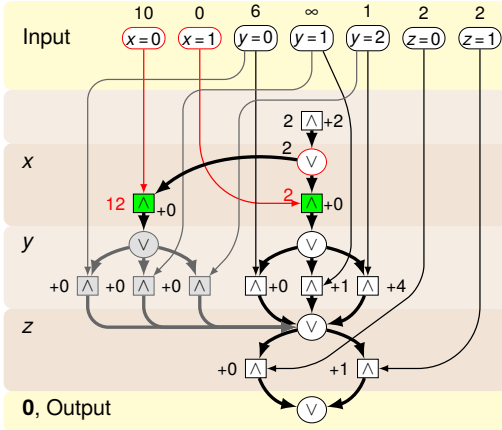 10 0 6 ∞ 1 2 2
Input x=0 x=1 y=0 y=1 y=2 z=0 z=1
2 ∧ +2
x 2 ∨
12 ∧ +0 2 ∧ +0
y ∨ ∨
+0 ∧ +0 ∧ +0 ∧ ∧ +0 ∧ +1 ∧ +4
z ∨
+0 ∧ +1 ∧
0, Output ∨